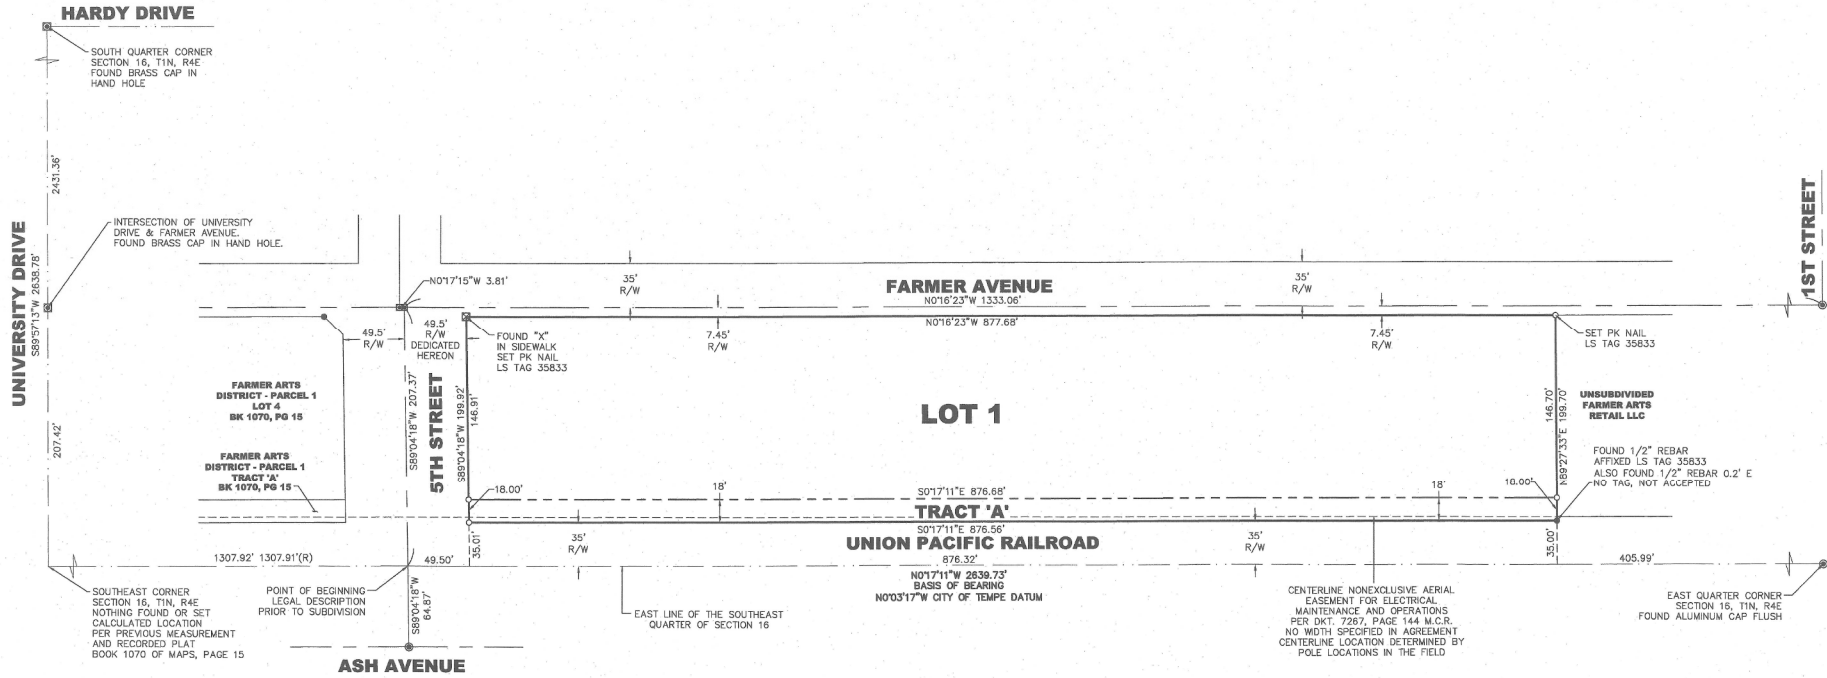 HARDY DRIVE
SOUTH QUARTER CORNER
SECTION 16, T1N, R4E
FOUND BRASS CAP IN
HAND HOLE
2431.36'
UNIVERSITY DRIVE
S89°57'13"W 2638.78'
207.42'
INTERSECTION OF UNIVERSITY
DRIVE & FARMER AVENUE.
FOUND BRASS CAP IN HAND HOLE.
N0°17'15"W 3.81'
35'
R/W
FARMER AVENUE
N0°16'23"W 1333.06'
N0°16'23"W 877.68'
35'
R/W
1ST STREET
49.5'
R/W
49.5'
R/W
DEDICATED
HEREON
FOUND "X"
IN SIDEWALK
SET PK NAIL
LS TAG 35833
7.45'
R/W
7.45'
R/W
SET PK NAIL
LS TAG 35833
FARMER ARTS
DISTRICT - PARCEL 1
LOT 4
BK 1070, PG 15
FARMER ARTS
DISTRICT - PARCEL 1
TRACT 'A'
BK 1070, PG 15
S89°04'18"W 207.37'
5TH STREET
S89°04'18"W 199.92'
146.91'
LOT 1
146.70'
N89°27'33"E 199.70'
UNSUBDIVIDED
FARMER ARTS
RETAIL LLC
FOUND 1/2" REBAR
AFFIXED LS TAG 35833
ALSO FOUND 1/2" REBAR 0.2' E
NO TAG, NOT ACCEPTED
18.00'
18'
S0°17'11"E 876.68'
18'
18.00'
TRACT 'A'
S0°17'11"E 876.56'
UNION PACIFIC RAILROAD
35.01'
35'
R/W
35'
R/W
35.00'
1307.92' 1307.91'(R)
49.50'
876.32'
405.99'
N0°17'11"W 2639.73'
BASIS OF BEARING
N0°03'17"W CITY OF TEMPE DATUM
SOUTHEAST CORNER
SECTION 16, T1N, R4E
NOTHING FOUND OR SET
CALCULATED LOCATION
PER PREVIOUS MEASUREMENT
AND RECORDED PLAT
BOOK 1070 OF MAPS, PAGE 15
POINT OF BEGINNING
LEGAL DESCRIPTION
PRIOR TO SUBDIVISION
S89°04'18"W
64.87'
EAST LINE OF THE SOUTHEAST
QUARTER OF SECTION 16
CENTERLINE NONEXCLUSIVE AERIAL
EASEMENT FOR ELECTRICAL
MAINTENANCE AND OPERATIONS
PER DKT. 7267, PAGE 144 M.C.R.
NO WIDTH SPECIFIED IN AGREEMENT
CENTERLINE LOCATION DETERMINED BY
POLE LOCATIONS IN THE FIELD
EAST QUARTER CORNER
SECTION 16, T1N, R4E
FOUND ALUMINUM CAP FLUSH
ASH AVENUE